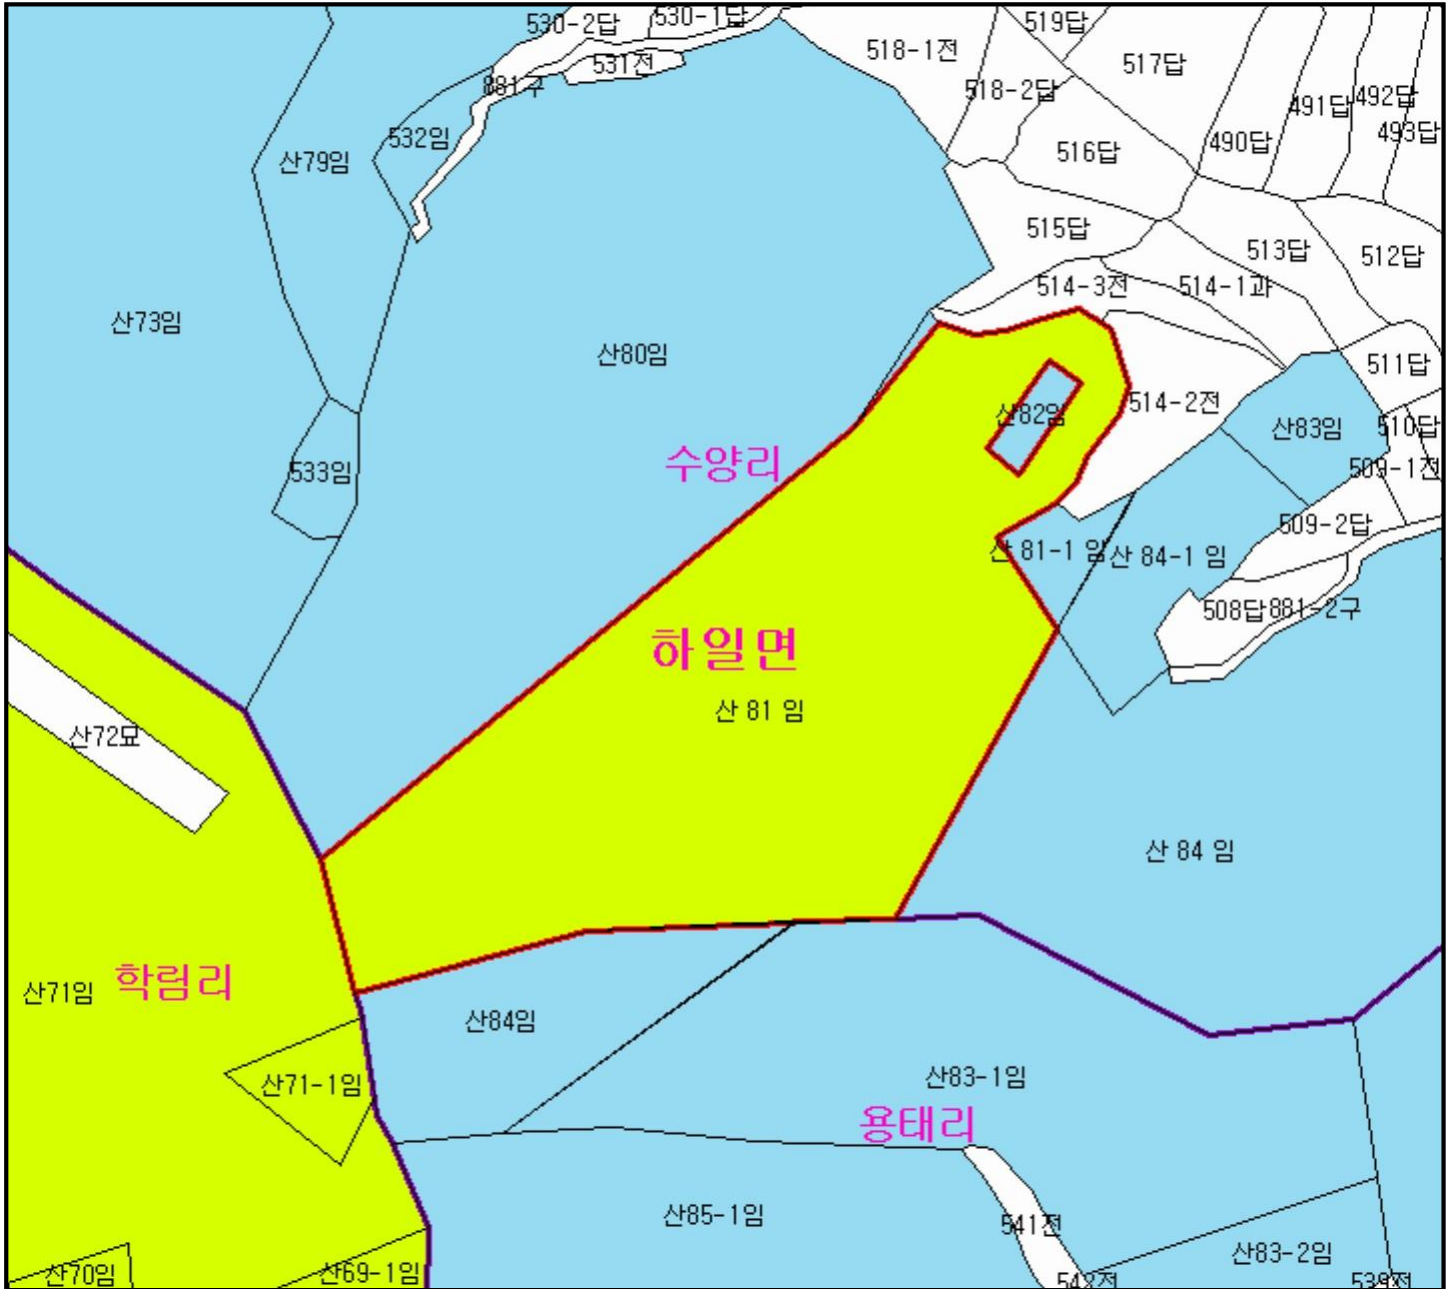 530-2답
530-1답
519답
518-1전
531전
517답
881구
518-2답
491답
492답
493답
532임
산79임
516답
490답
515답
513답
512답
514-3전
514-1과
산73임
산80임
511답
514-2전
산82임
산83임
510답
수양리
533임
509-1전
509-2답
산 81-1 임
산 84-1 임
508답
881-2구
하일면
산 81 임
산72묘
산 84 임
학림리
산71임
산84임
산83-1임
산71-1임
용태리
산85-1임
541전
산83-2임
산70임
산69-1임
542전
539전